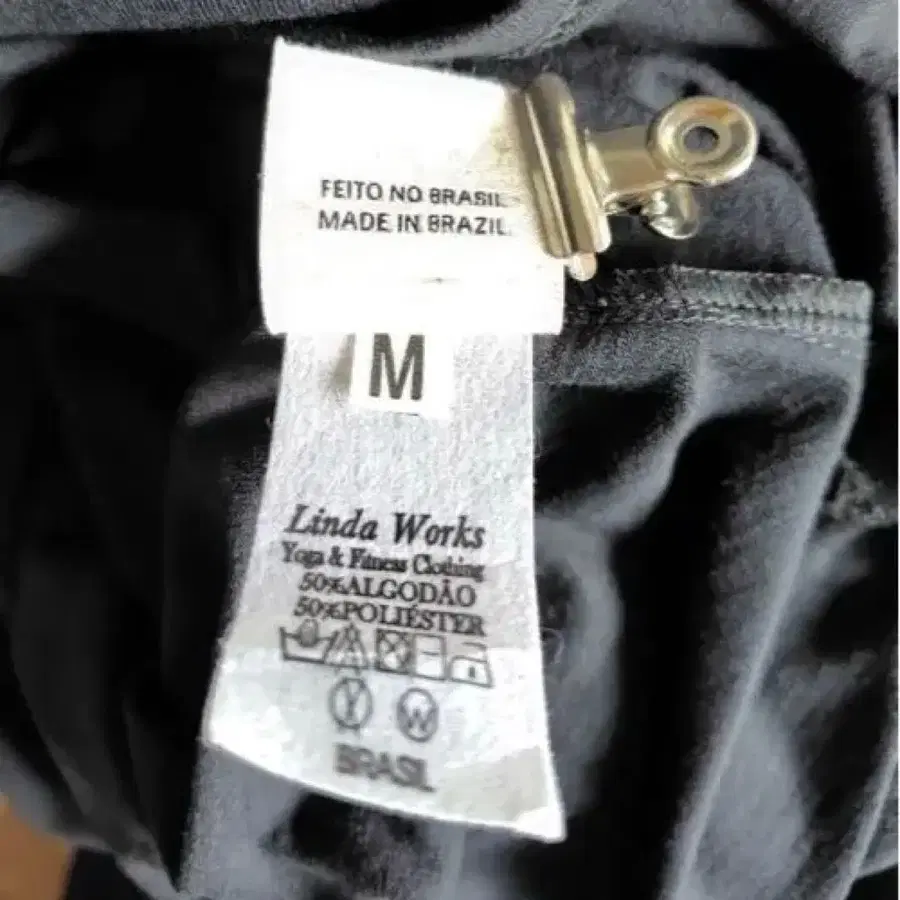 FEITO NO BRASIL
MADE IN BRAZIL
M
Linda Works
Yoga & Fitness Clothing
50%ALGODÃO
50%POLIÉSTER
Y W
BRASIL